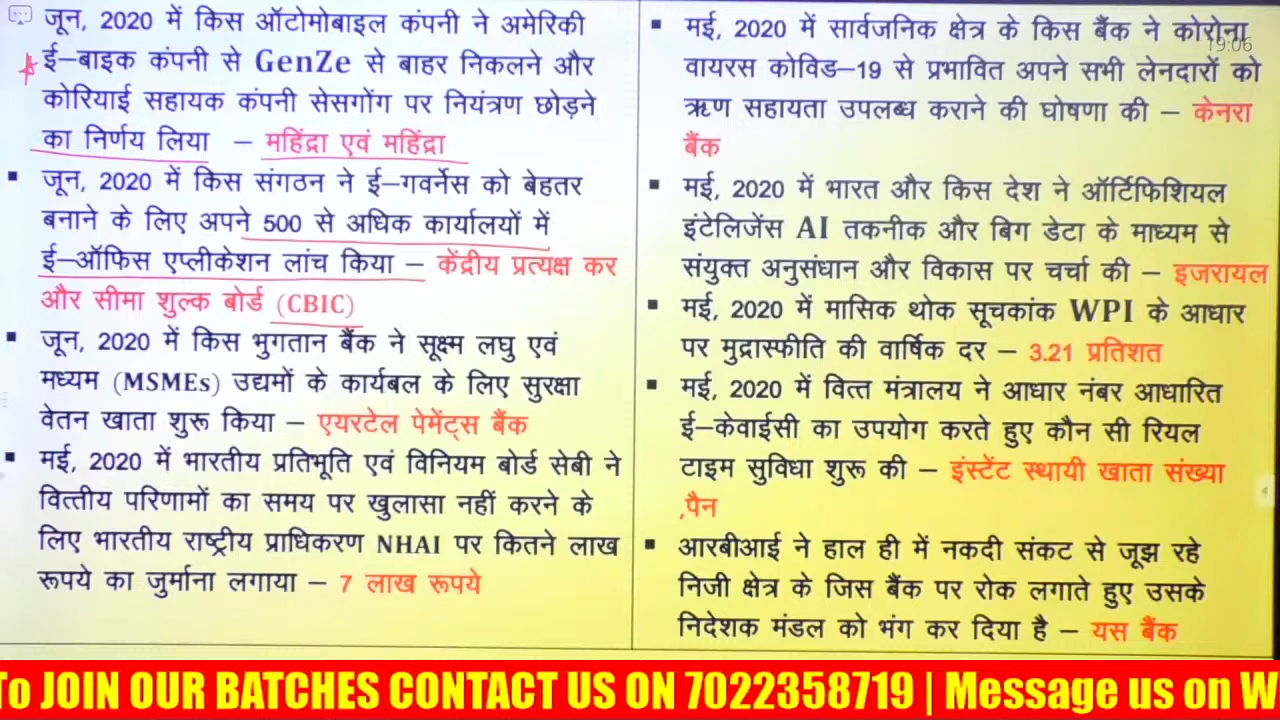 जून, 2020 में किस ऑटोमोबाइल कंपनी ने अमेरिकी
ई–बाइक कंपनी से GenZe से बाहर निकलने और
कोरियाई सहायक कंपनी सेसगोंग पर नियंत्रण छोड़ने
का निर्णय लिया – महिंद्रा एवं महिंद्रा
▪ जून, 2020 में किस संगठन ने ई–गवर्नेस को बेहतर
बनाने के लिए अपने 500 से अधिक कार्यालयों में
ई–ऑफिस एप्लीकेशन लांच किया – केंद्रीय प्रत्यक्ष कर
और सीमा शुल्क बोर्ड (CBIC)
▪ जून, 2020 में किस भुगतान बैंक ने सूक्ष्म लघु एवं
मध्यम (MSMEs) उद्यमों के कार्यबल के लिए सुरक्षा
वेतन खाता शुरू किया – एयरटेल पेमेंट्स बैंक
▪ मई, 2020 में भारतीय प्रतिभूति एवं विनियम बोर्ड सेबी ने
वित्तीय परिणामों का समय पर खुलासा नहीं करने के
लिए भारतीय राष्ट्रीय प्राधिकरण NHAI पर कितने लाख
रूपये का जुर्माना लगाया – 7 लाख रूपये
▪ मई, 2020 में सार्वजनिक क्षेत्र के किस बैंक ने कोरोना
19:06
वायरस कोविड–19 से प्रभावित अपने सभी लेनदारों को
ऋण सहायता उपलब्ध कराने की घोषणा की – केनरा
बैंक
▪ मई, 2020 में भारत और किस देश ने ऑर्टिफिशियल
इंटेलिजेंस AI तकनीक और बिग डेटा के माध्यम से
संयुक्त अनुसंधान और विकास पर चर्चा की – इजरायल
▪ मई, 2020 में मासिक थोक सूचकांक WPI के आधार
पर मुद्रास्फीति की वार्षिक दर – 3.21 प्रतिशत
▪ मई, 2020 में वित्त मंत्रालय ने आधार नंबर आधारित
ई–केवाईसी का उपयोग करते हुए कौन सी रियल
टाइम सुविधा शुरू की – इंस्टेंट स्थायी खाता संख्या
,पैन
▪ आरबीआई ने हाल ही में नकदी संकट से जूझ रहे
निजी क्षेत्र के जिस बैंक पर रोक लगाते हुए उसके
निदेशक मंडल को भंग कर दिया है – यस बैंक
To JOIN OUR BATCHES CONTACT US ON 7022358719 | Message us on W